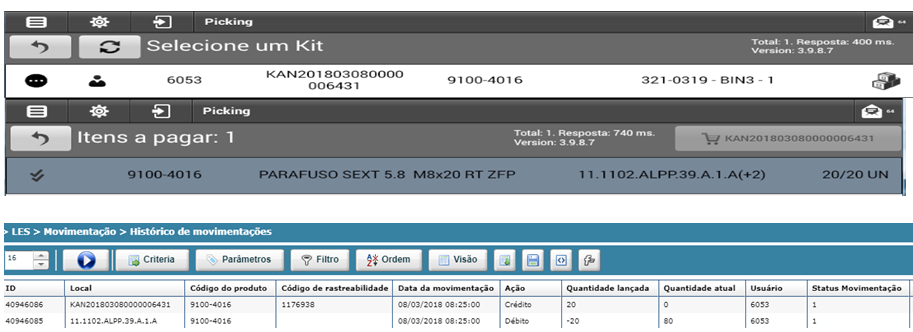 Picking
64
Selecione um Kit
Total: 1. Resposta: 400 ms.
Version: 3.9.8.7
6053
KAN201803080000
006431
9100-4016
321-0319 - BIN3 - 1
Picking
64
Itens a pagar: 1
Total: 1. Resposta: 740 ms.
Version: 3.9.8.7
KAN201803080000006431
9100-4016
PARAFUSO SEXT 5.8 M8x20 RT ZFP
11.1102.ALPP.39.A.1.A(+2)
20/20 UN
> LES > Movimentação > Histórico de movimentações
16 Criteria Parâmetros Filtro Ordem Visão
ID Local Código do produto Código de rastreabilidade Data da movimentação Ação Quantidade lançada Quantidade atual Usuário Status Movimentação
40946086 KAN201803080000006431 9100-4016 1176938 08/03/2018 08:25:00 Crédito 20 0 6053 1
40946085 11.1102.ALPP.39.A.1.A 9100-4016 08/03/2018 08:25:00 Débito -20 80 6053 1